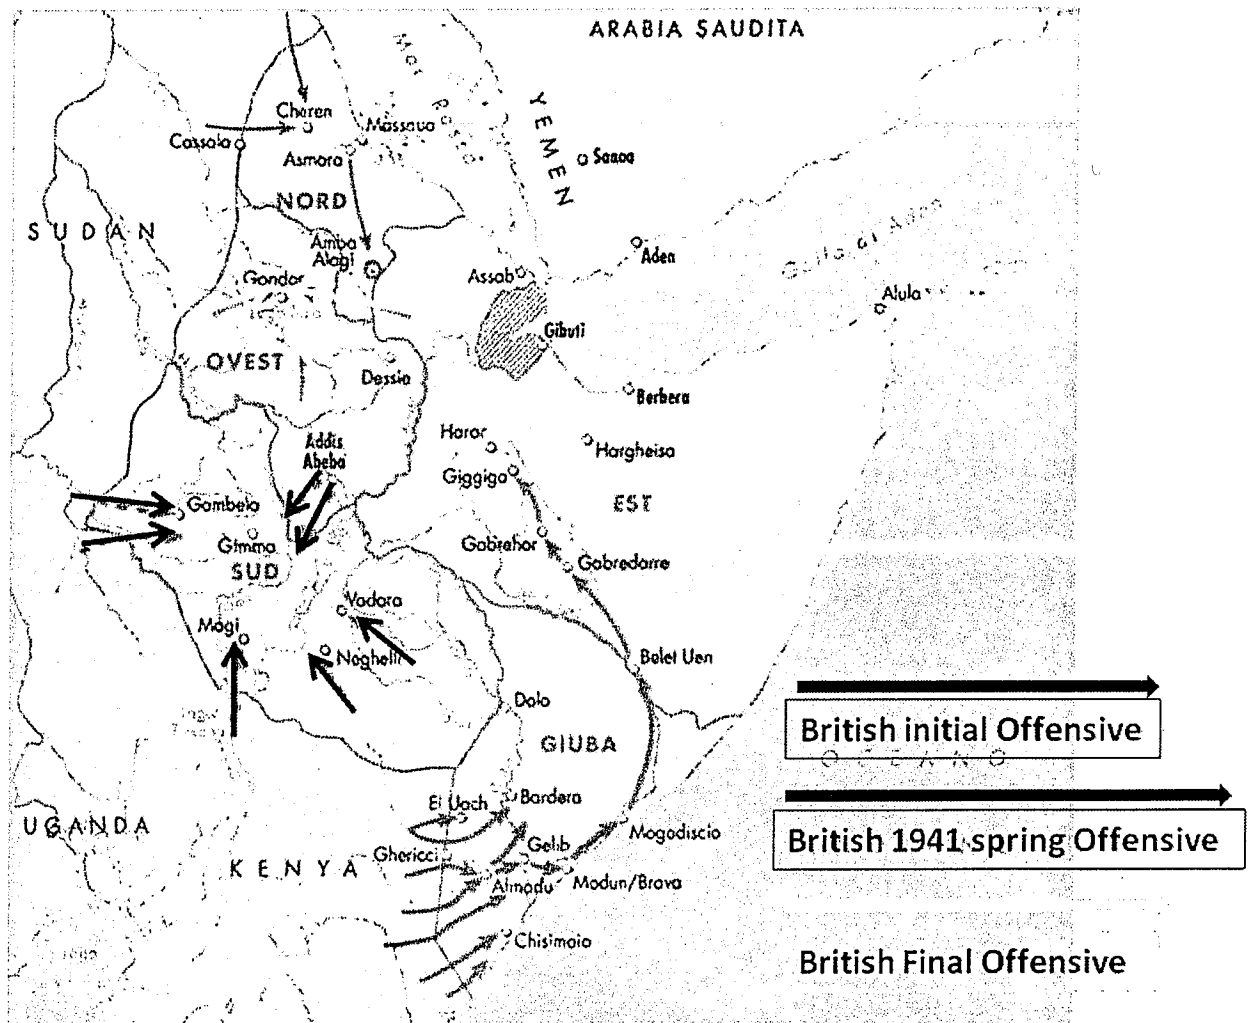 ARABIA SAUDITA
Mar Rosso
YEMEN
Cheren
Cassala
Massaua
Asmara
Sanaa
NORD
SUDAN
Amba
Alagi
Aden
Golfo di Aden
Gondar
Assab
Alula
Gibuti
OVEST
Dessie
Berbera
Addis
Abeba
Harar
Hargheisa
Giggiga
EST
Gambela
Gimma
Gabrehor
SUD
Gabredarre
Vadara
Magi
Neghelli
Belet Uen
Dolo
British initial Offensive
GIUBA
OCEANO
El Uach
Bardera
British 1941 spring Offensive
UGANDA
Mogadiscio
Gelib
KENYA
Ghericci
Almadu
Modun/Brava
Chisimaio
British Final Offensive